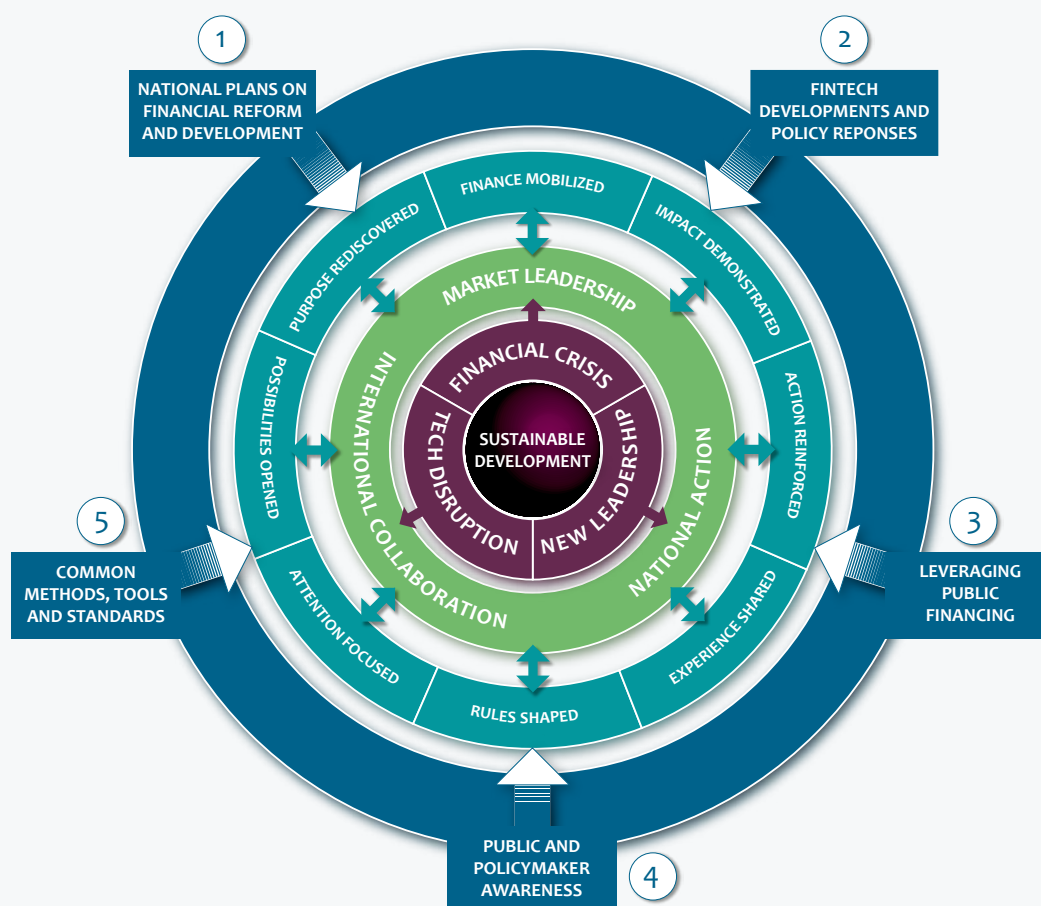 1
NATIONAL PLANS ON
FINANCIAL REFORM
AND DEVELOPMENT
2
FINTECH
DEVELOPMENTS AND
POLICY REPONSES
FINANCE MOBILIZED
PURPOSE REDISCOVERED
IMPACT DEMONSTRATED
MARKET LEADERSHIP
FINANCIAL CRISIS
POSSIBILITIES OPENED
INTERNATIONAL COLLABORATION
TECH DISRUPTION
SUSTAINABLE
DEVELOPMENT
NEW LEADERSHIP
NATIONAL ACTION
ACTION REINFORCED
5
COMMON
METHODS, TOOLS
AND STANDARDS
3
LEVERAGING
PUBLIC
FINANCING
ATTENTION FOCUSED
EXPERIENCE SHARED
RULES SHAPED
PUBLIC AND
POLICYMAKER
AWARENESS
4